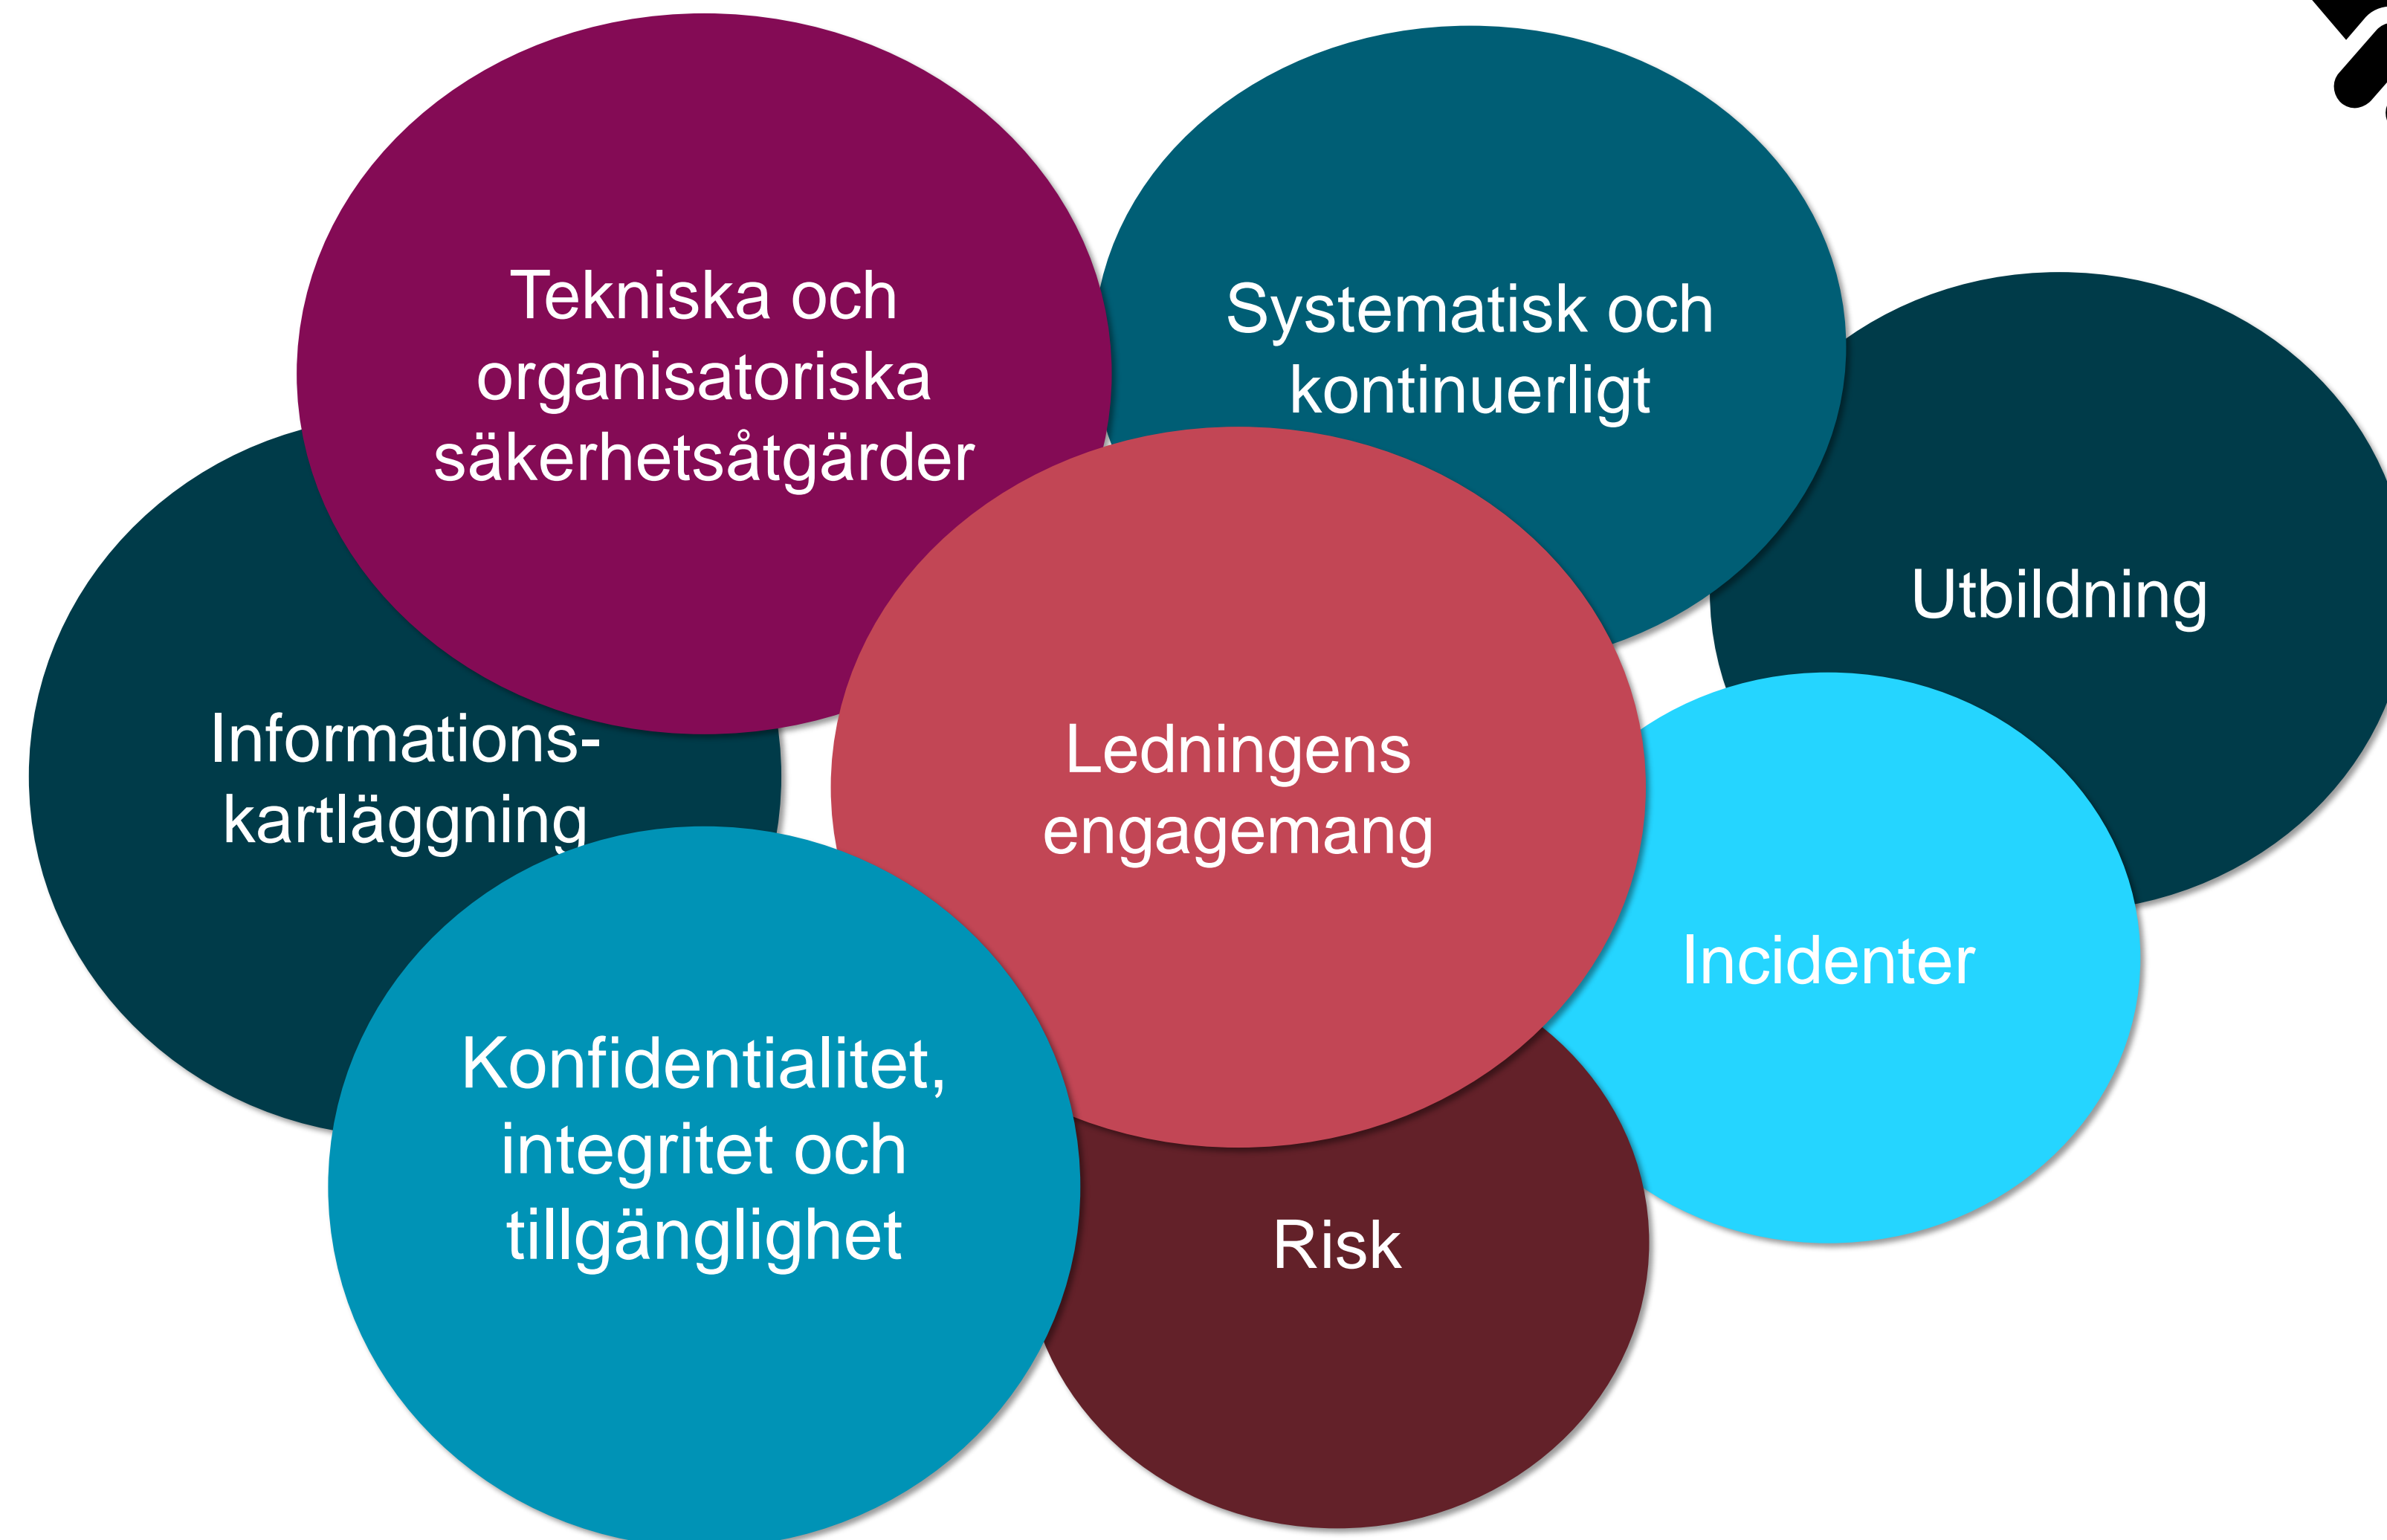 Tekniska och
organisatoriska
säkerhetsåtgärder
Systematisk och
kontinuerligt
Utbildning
Informations-
kartläggning
Ledningens
engagemang
Incidenter
Konfidentialitet,
integritet och
tillgänglighet
Risk